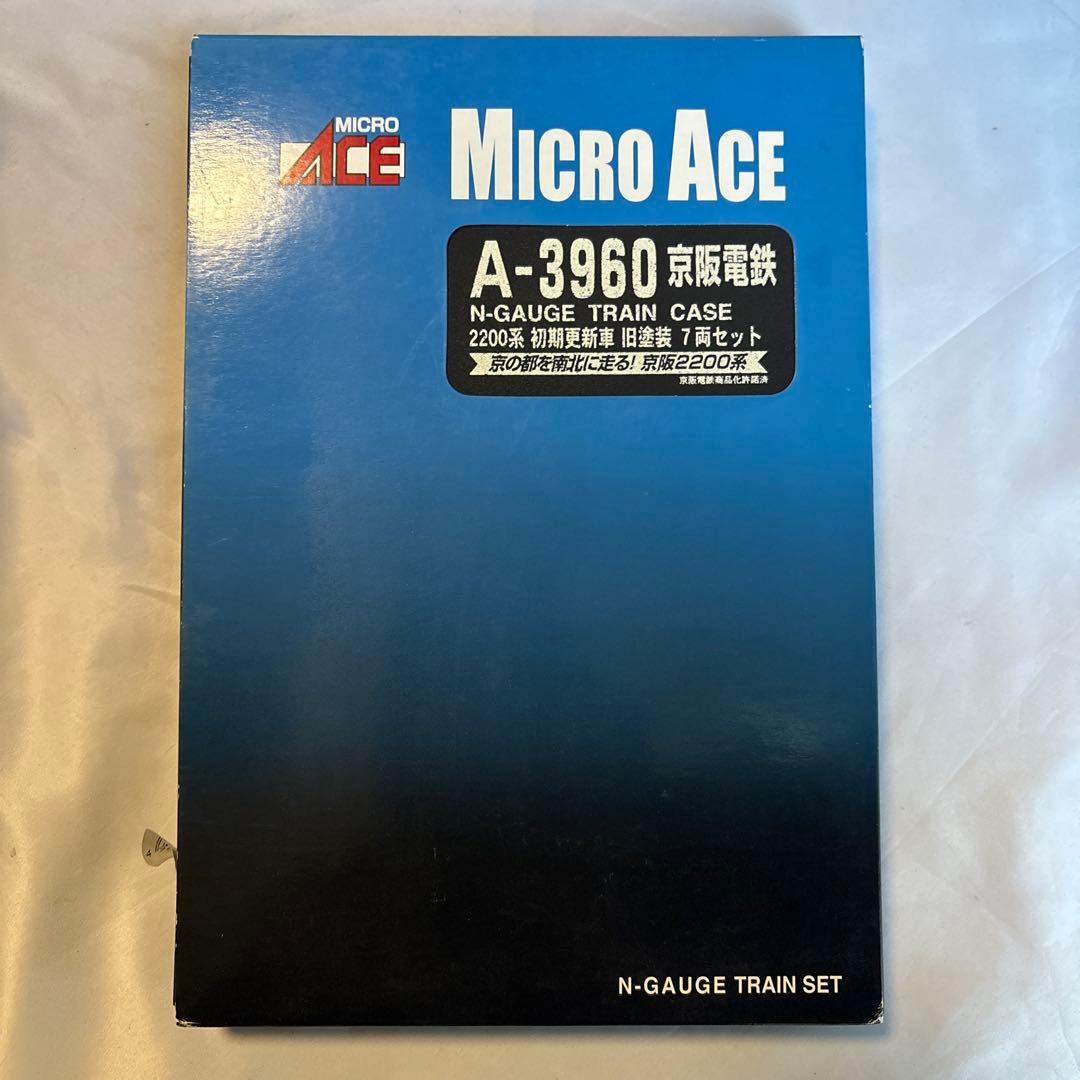 MICRO
ACE
MICRO ACE
A-3960 京阪電鉄
N-GAUGE TRAIN CASE
2200系 初期更新車 旧塗装 7両セット
京の都を南北に走る! 京阪2200系
京阪電鉄商品化許諾済
N-GAUGE TRAIN SET